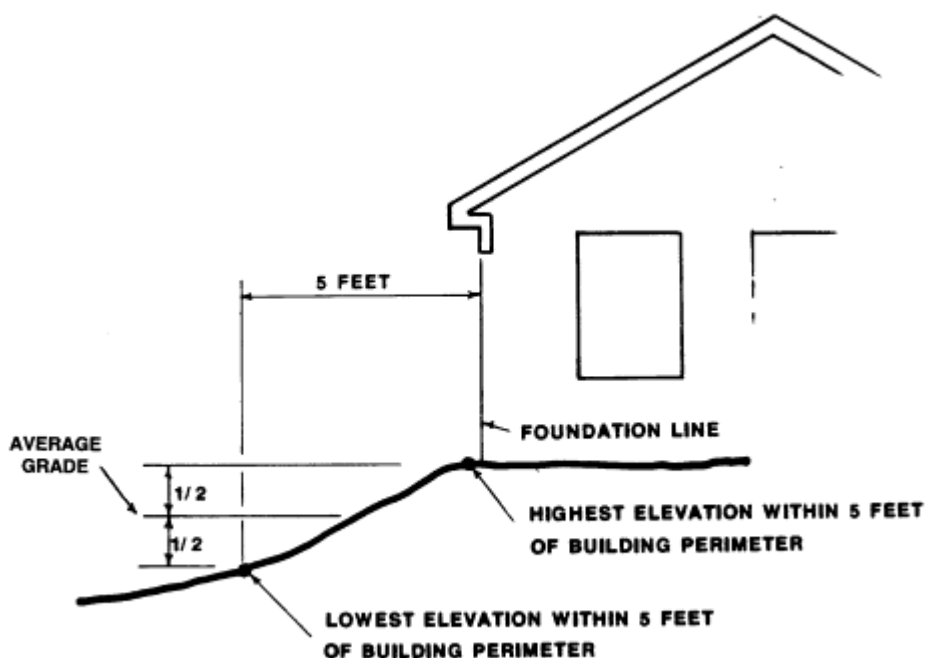 5 FEET
FOUNDATION LINE
AVERAGE
GRADE
1/2
1/2
HIGHEST ELEVATION WITHIN 5 FEET
OF BUILDING PERIMETER
LOWEST ELEVATION WITHIN 5 FEET
OF BUILDING PERIMETER